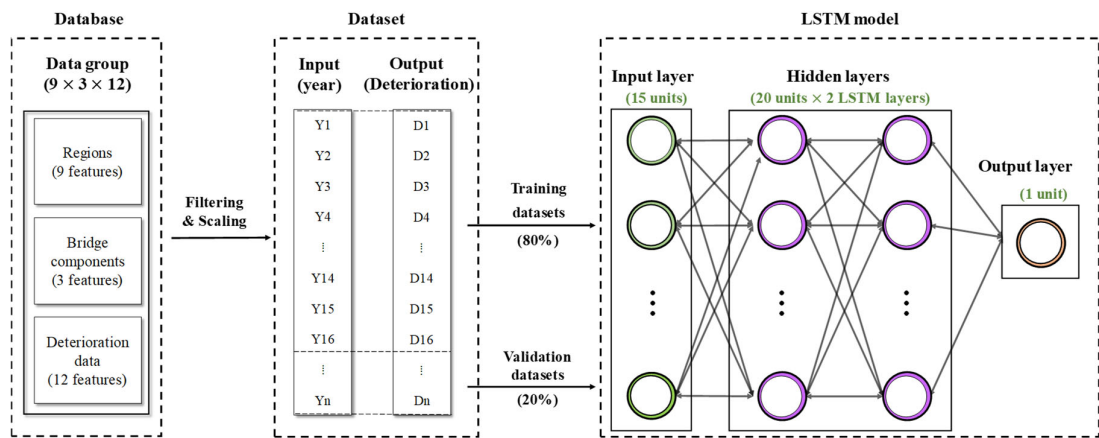 Database
Data group
(9 × 3 × 12)
Regions
(9 features)
Bridge
components
(3 features)
Deterioration
data
(12 features)
Filtering
& Scaling
Dataset
Input
(year)
Output
(Deterioration)
Y1 D1
Y2 D2
Y3 D3
Y4 D4
⋮ ⋮
Y14 D14
Y15 D15
Y16 D16
⋮ ⋮
Yn Dn
Training
datasets
(80%)
Validation
datasets
(20%)
LSTM model
Input layer
(15 units)
Hidden layers
(20 units × 2 LSTM layers)
Output layer
(1 unit)